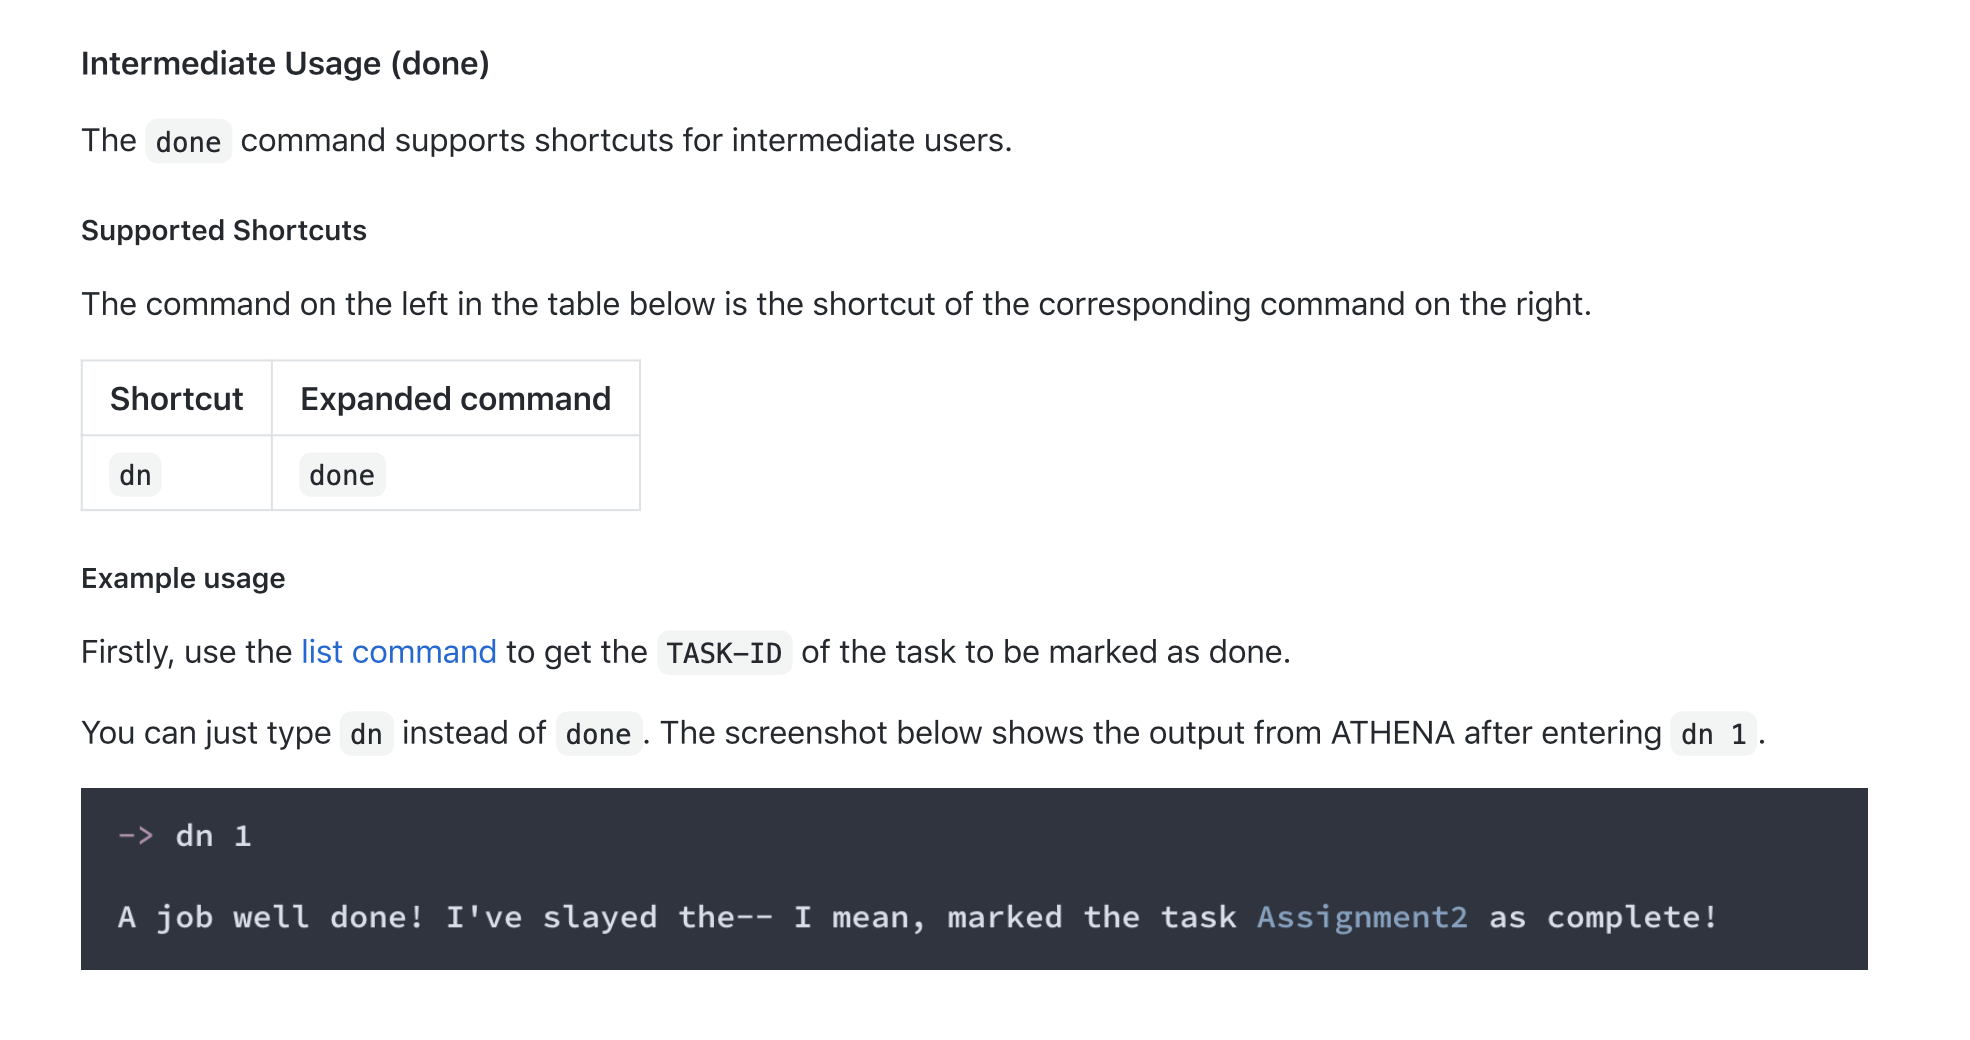 Intermediate Usage (done)
The done command supports shortcuts for intermediate users.
Supported Shortcuts
The command on the left in the table below is the shortcut of the corresponding command on the right.
Shortcut Expanded command
dn done
Example usage
Firstly, use the list command to get the TASK-ID of the task to be marked as done.
You can just type dn instead of done. The screenshot below shows the output from ATHENA after entering dn 1.
-> dn 1
A job well done! I've slayed the-- I mean, marked the task Assignment2 as complete!